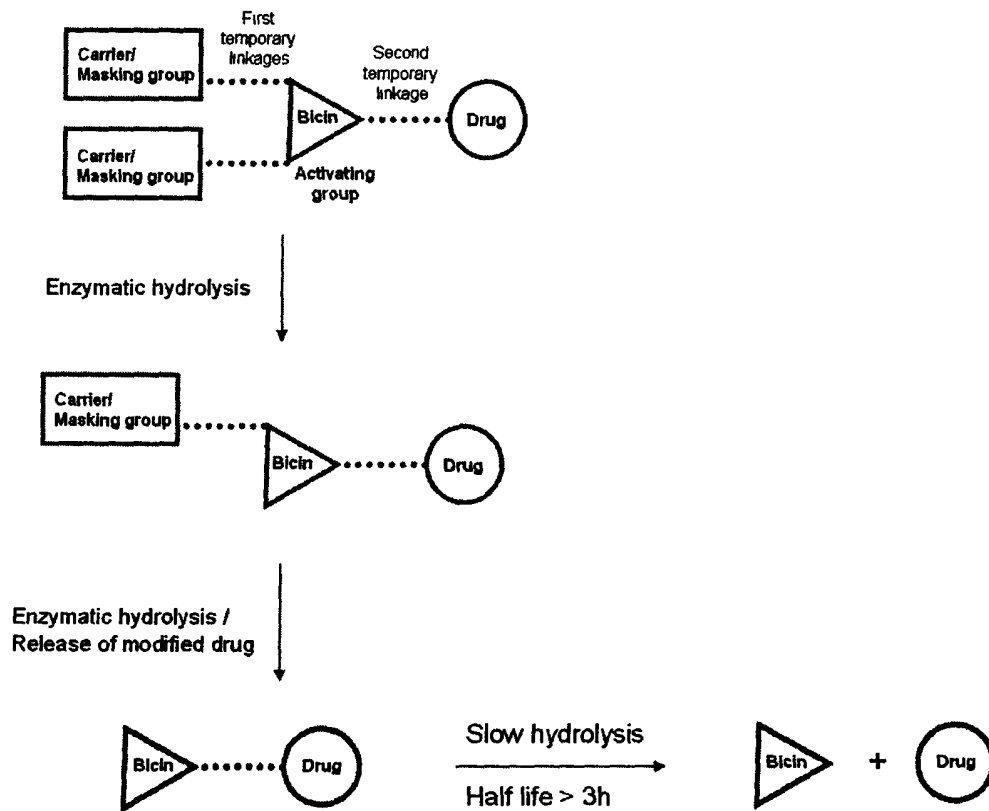 First
temporary
linkages
Second
temporary
linkage
Carrier/
Masking group
Bicin
Drug
Carrier/
Masking group
Activating
group
Enzymatic hydrolysis
Carrier/
Masking group
Bicin
Drug
Enzymatic hydrolysis /
Release of modified drug
Bicin
Drug
Slow hydrolysis
Half life > 3h
Bicin
+
Drug